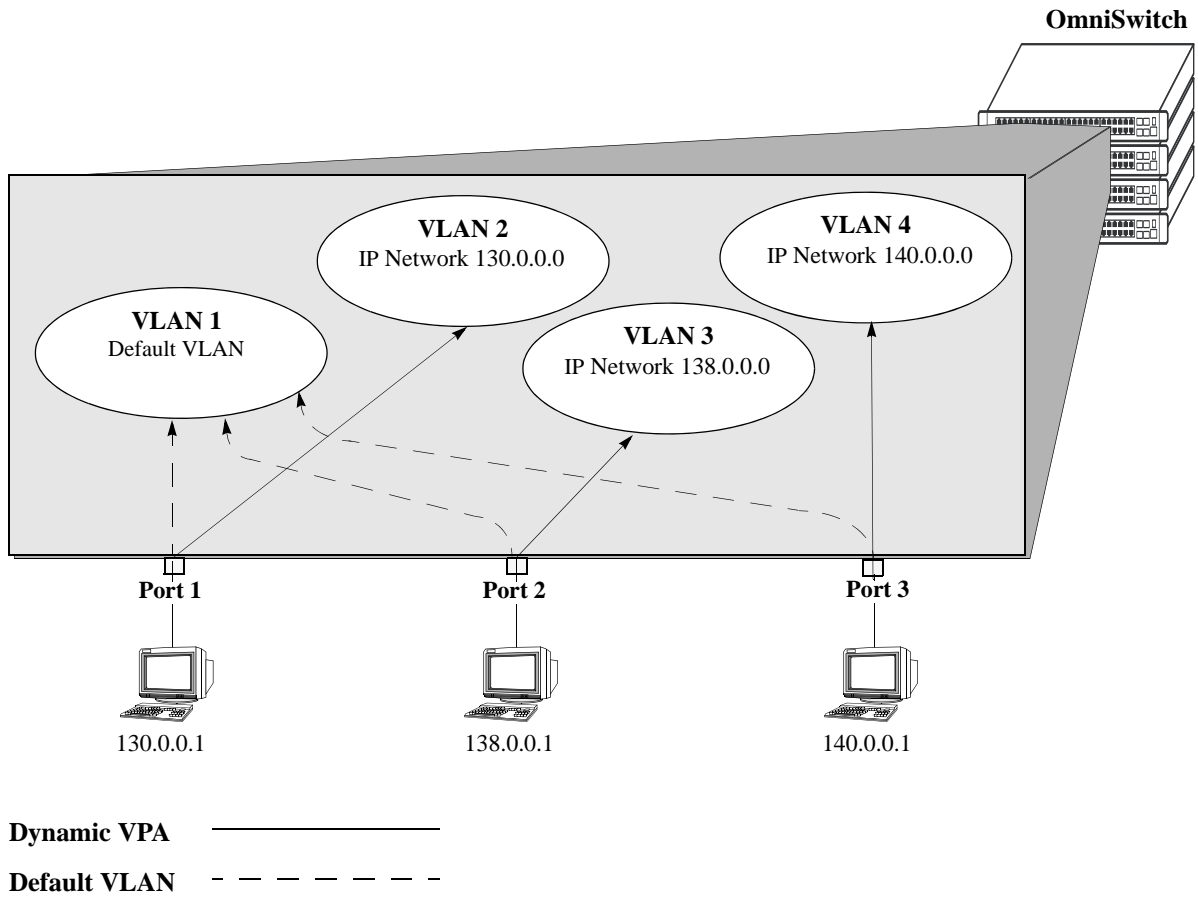 OmniSwitch
VLAN 2
IP Network 130.0.0.0
VLAN 4
IP Network 140.0.0.0
VLAN 1
Default VLAN
VLAN 3
IP Network 138.0.0.0
Port 1
Port 2
Port 3
130.0.0.1
138.0.0.1
140.0.0.1
Dynamic VPA
Default VLAN